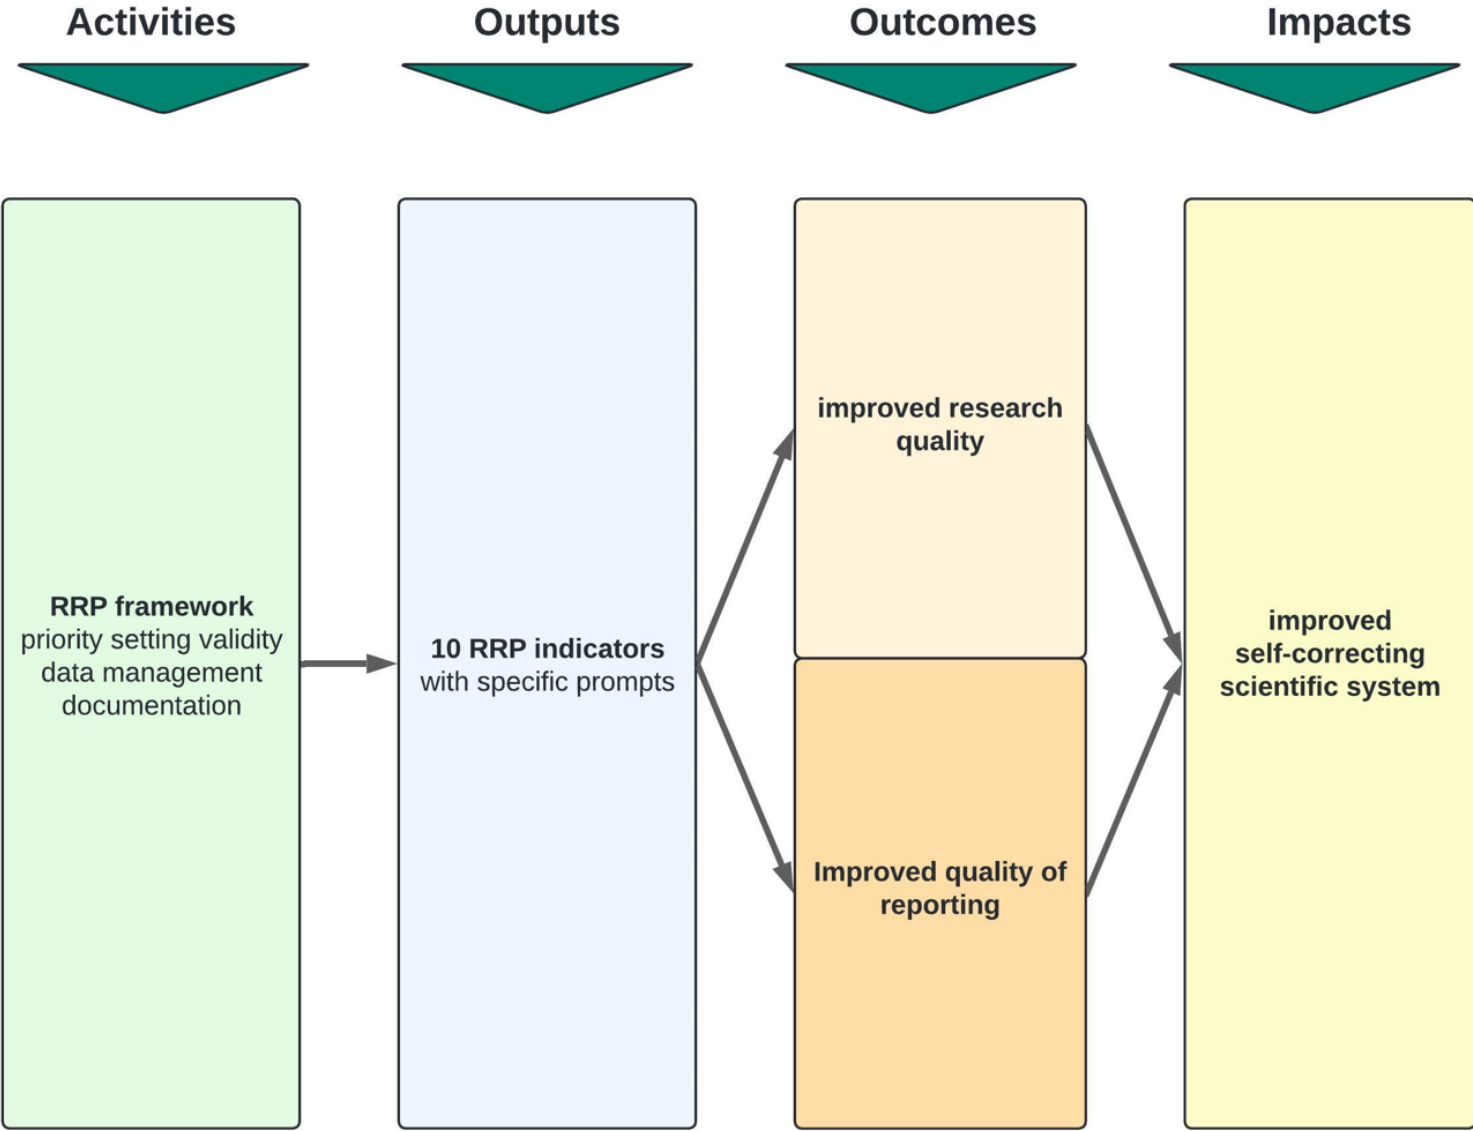 Activities
Outputs
Outcomes
Impacts
RRP framework
priority setting validity
data management
documentation
10 RRP indicators
with specific prompts
improved research
quality
Improved quality of
reporting
improved
self-correcting
scientific system